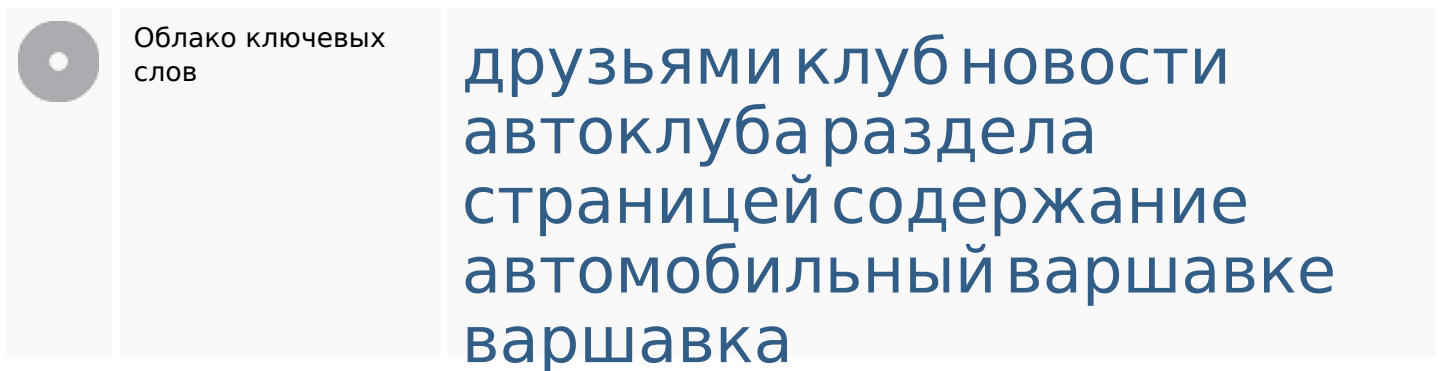 Облако ключевых
слов
друзьями клуб новости
автоклуба раздела
страницей содержание
автомобильный варшавке
варшавка